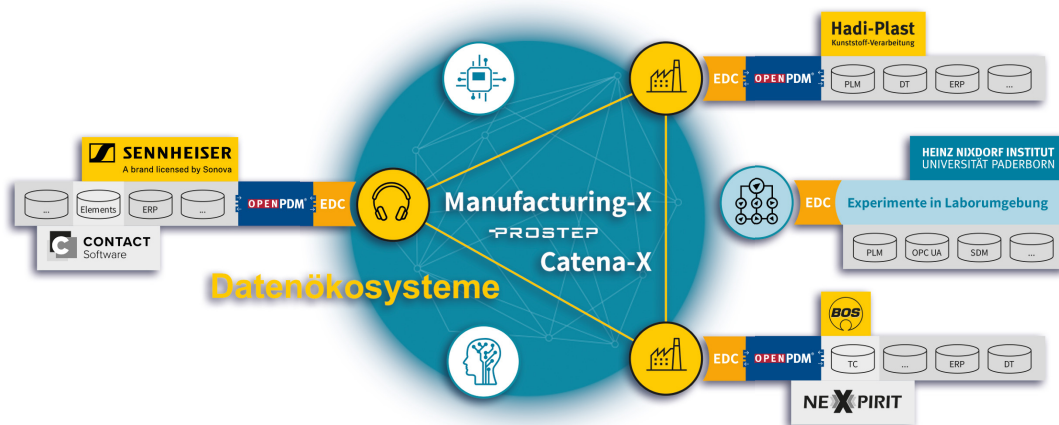 Hadi-Plast
Kunststoff-Verarbeitung
EDC
OPENPDM
PLM
DT
ERP
...
SENNHEISER
A brand licensed by Sonova
...
Elements
ERP
...
OPENPDM
EDC
CONTACT
Software
Manufacturing-X
PROSTEP
Catena-X
Datenökosysteme
HEINZ NIXDORF INSTITUT
UNIVERSITÄT PADERBORN
EDC
Experimente in Laborumgebung
PLM
OPC UA
SDM
...
BOS
EDC
OPENPDM
TC
...
ERP
DT
NEXPIRIT